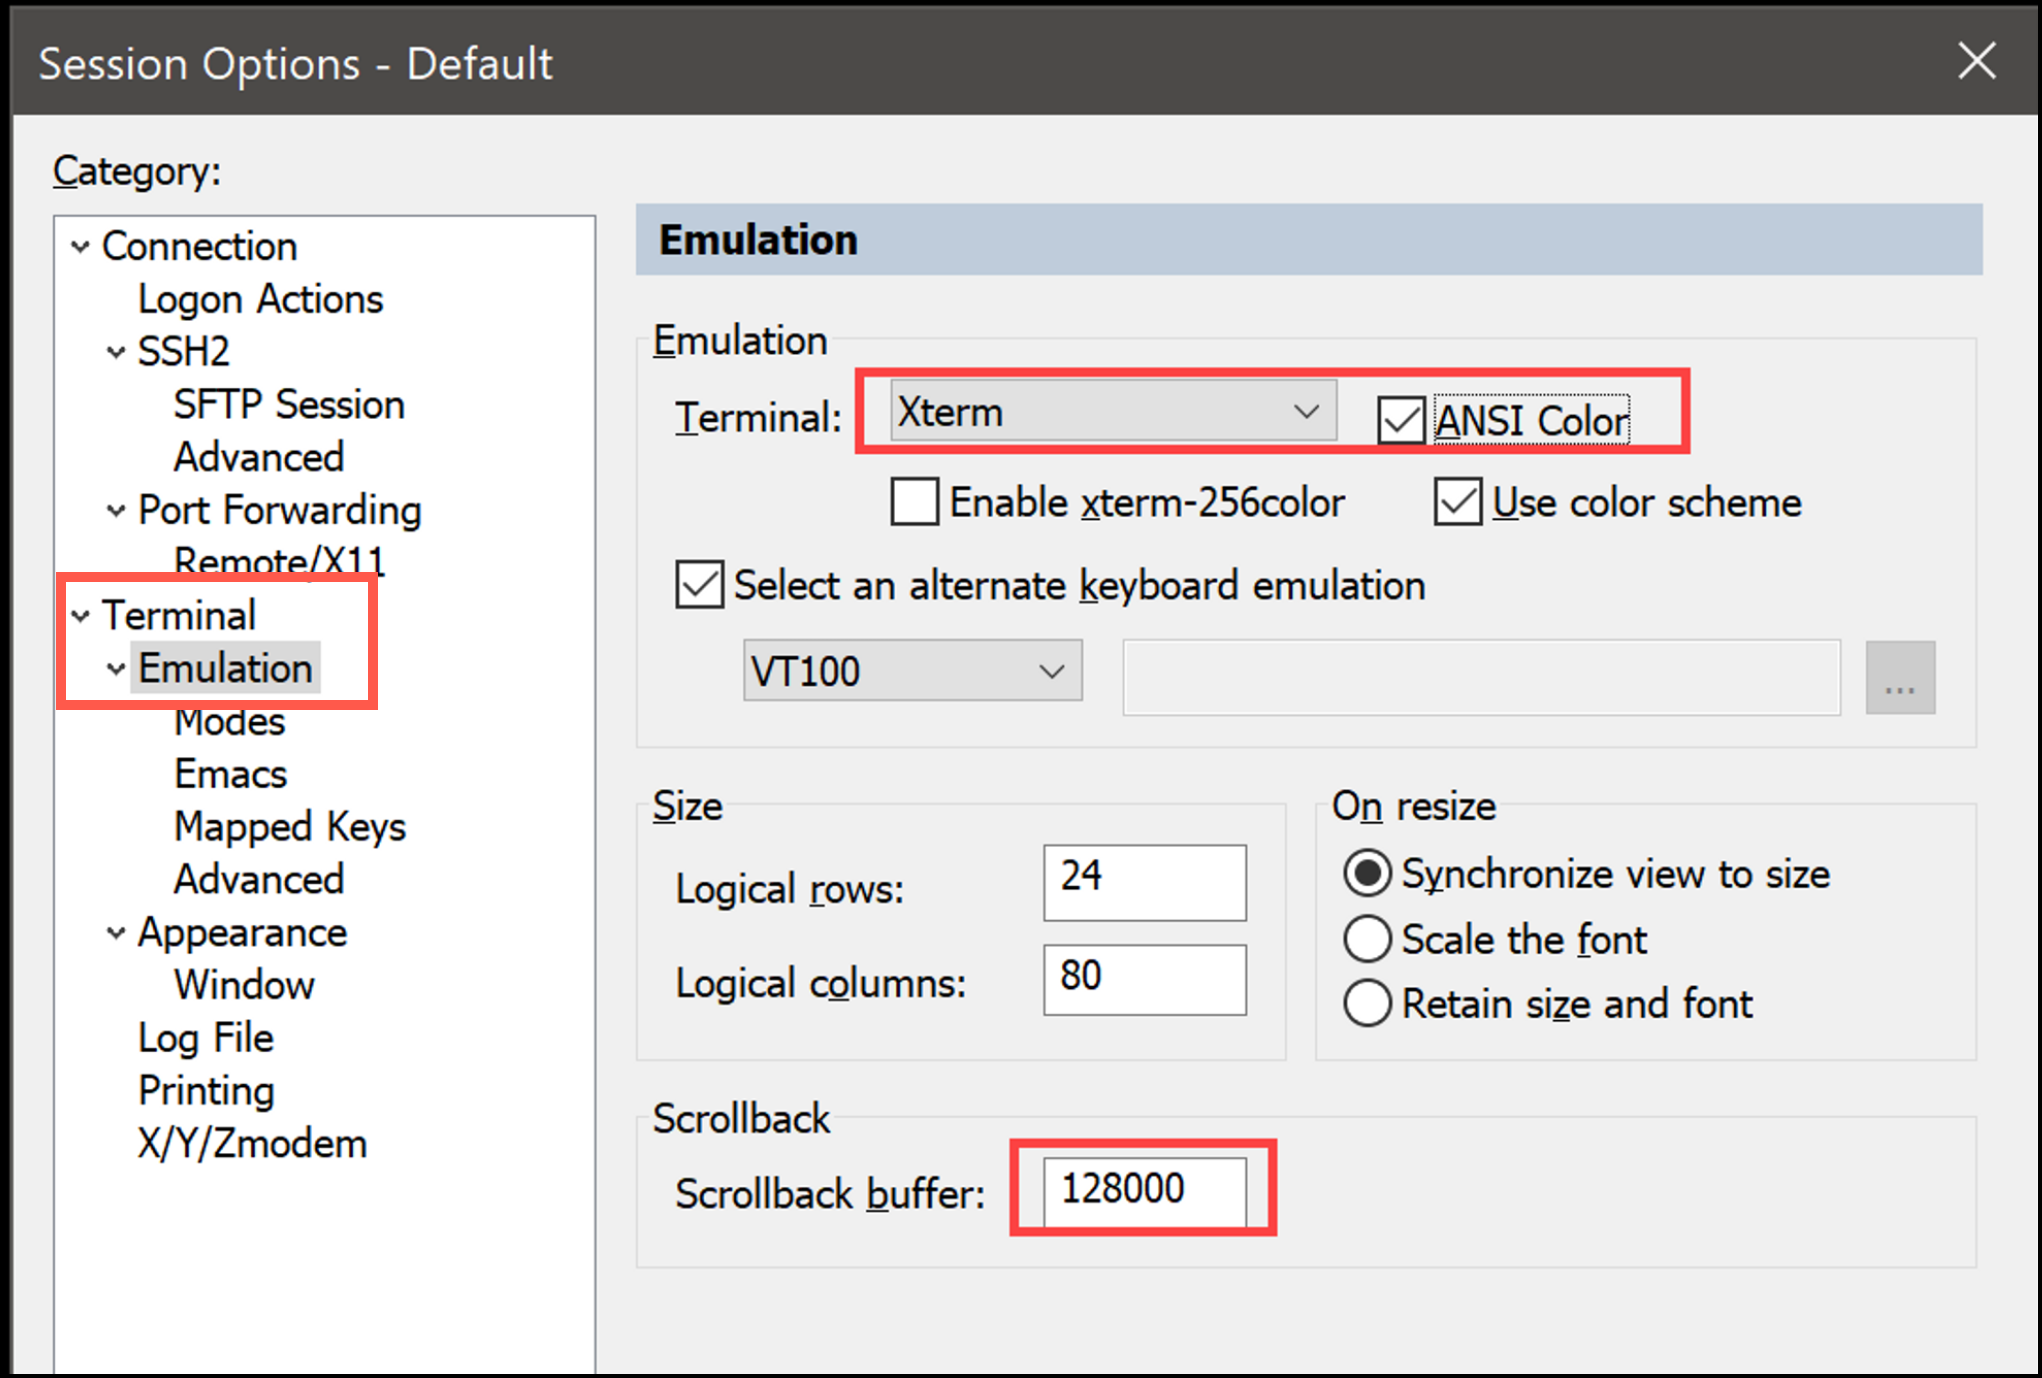 Session Options - Default
Category:
Connection
Logon Actions
SSH2
SFTP Session
Advanced
Port Forwarding
Remote/X11
Terminal
Emulation
Modes
Emacs
Mapped Keys
Advanced
Appearance
Window
Log File
Printing
X/Y/Zmodem
Emulation
Emulation
Terminal: Xterm ANSI Color
Enable xterm-256color Use color scheme
Select an alternate keyboard emulation
VT100 ...
Size
Logical rows: 24
Logical columns: 80
On resize
Synchronize view to size
Scale the font
Retain size and font
Scrollback
Scrollback buffer: 128000